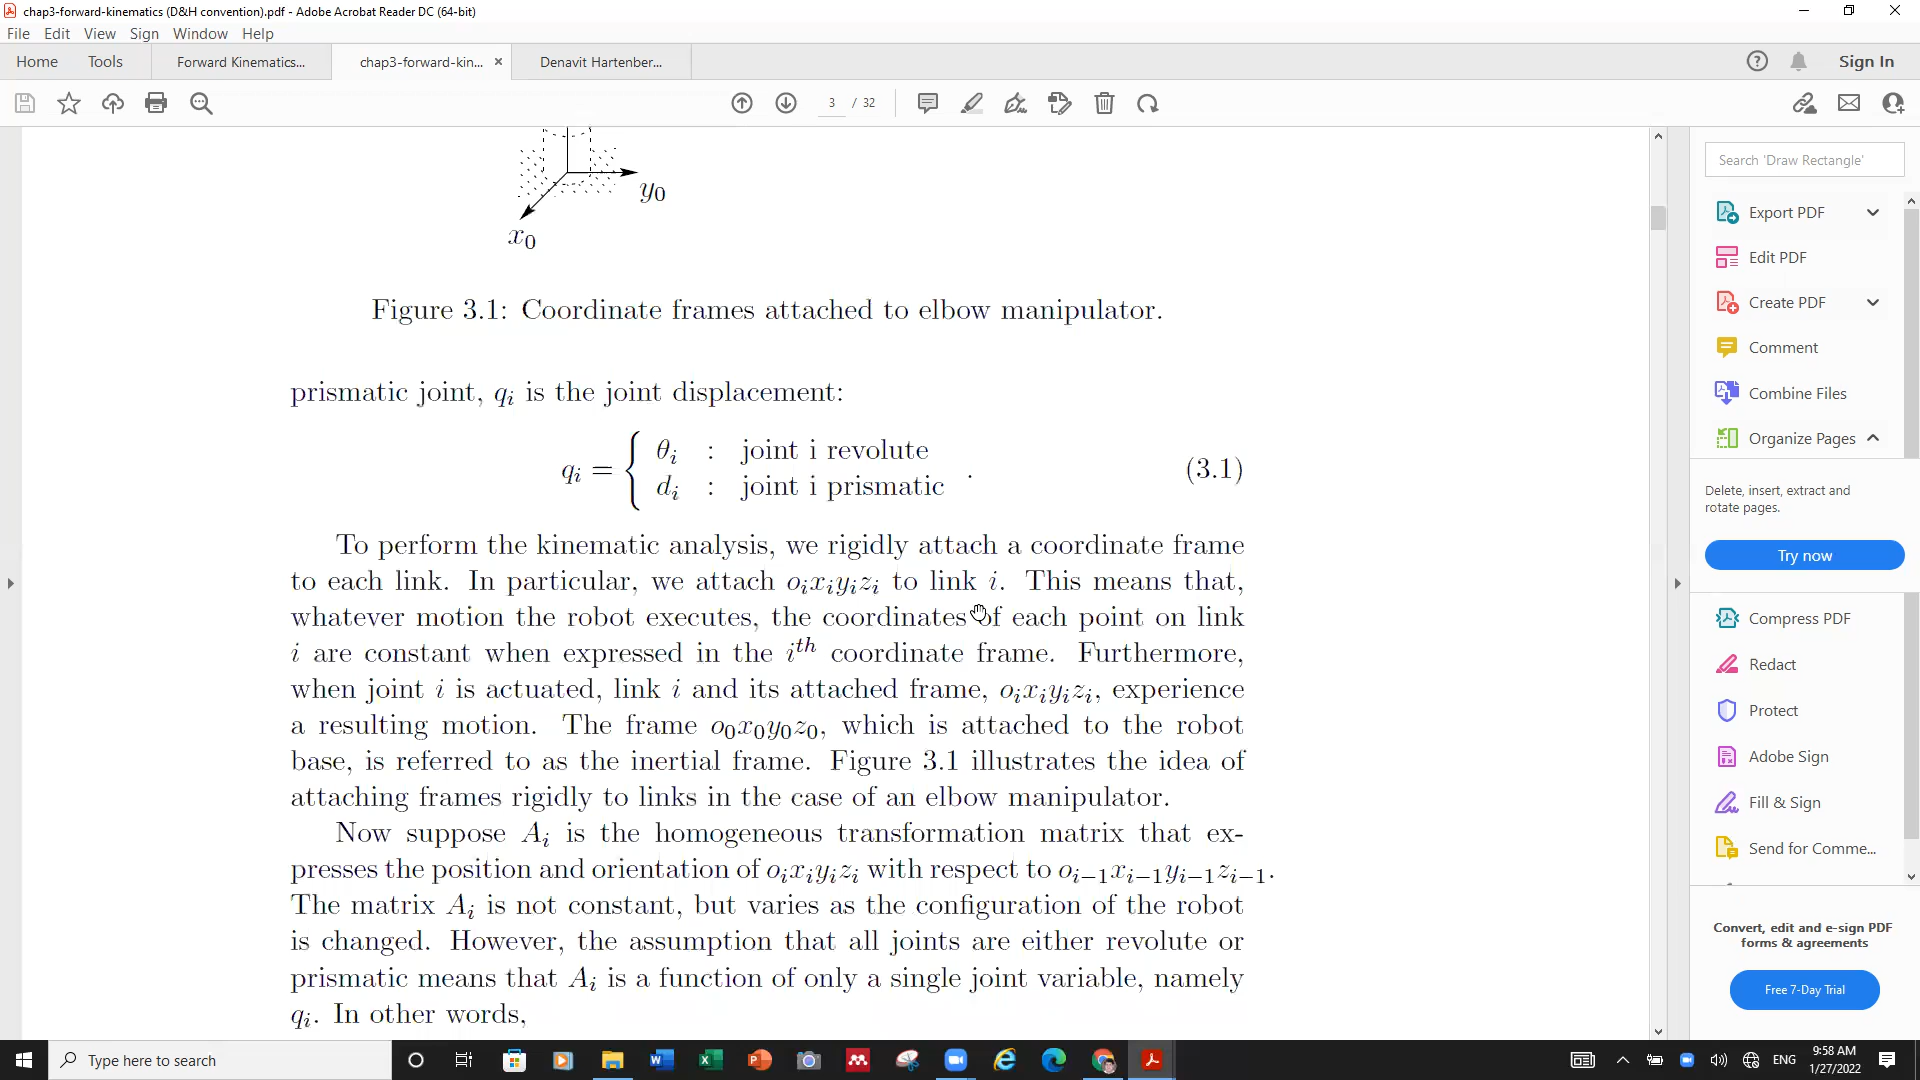 chap3-forward-kinematics (D&H convention).pdf - Adobe Acrobat Reader DC (64-bit)
File Edit View Sign Window Help
Home Tools Forward Kinematics... chap3-forward-kin... × Denavit Hartenber... Sign In
3 / 32
y₀
x₀
Figure 3.1: Coordinate frames attached to elbow manipulator.
prismatic joint, qᵢ is the joint displacement:
qᵢ = { θᵢ : joint i revolute
dᵢ : joint i prismatic . (3.1)
To perform the kinematic analysis, we rigidly attach a coordinate frame
to each link. In particular, we attach oᵢxᵢyᵢzᵢ to link i. This means that,
whatever motion the robot executes, the coordinates of each point on link
i are constant when expressed in the iᵗʰ coordinate frame. Furthermore,
when joint i is actuated, link i and its attached frame, oᵢxᵢyᵢzᵢ, experience
a resulting motion. The frame o₀x₀y₀z₀, which is attached to the robot
base, is referred to as the inertial frame. Figure 3.1 illustrates the idea of
attaching frames rigidly to links in the case of an elbow manipulator.
Now suppose Aᵢ is the homogeneous transformation matrix that ex-
presses the position and orientation of oᵢxᵢyᵢzᵢ with respect to oᵢ₋₁xᵢ₋₁yᵢ₋₁zᵢ₋₁.
The matrix Aᵢ is not constant, but varies as the configuration of the robot
is changed. However, the assumption that all joints are either revolute or
prismatic means that Aᵢ is a function of only a single joint variable, namely
qᵢ. In other words,
Search 'Draw Rectangle'
Export PDF
Edit PDF
Create PDF
Comment
Combine Files
Organize Pages
Delete, insert, extract and
rotate pages.
Try now
Compress PDF
Redact
Protect
Adobe Sign
Fill & Sign
Send for Comme...
Convert, edit and e-sign PDF
forms & agreements
Free 7-Day Trial
Type here to search
ENG
9:58 AM
1/27/2022